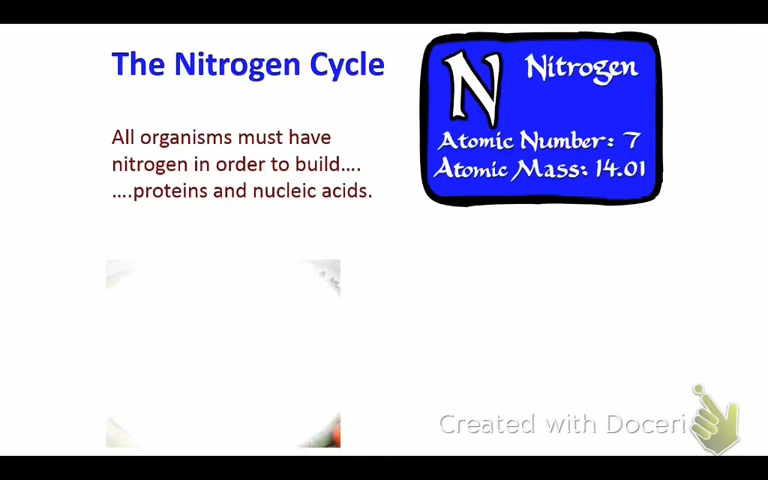 The Nitrogen Cycle
All organisms must have
nitrogen in order to build....
....proteins and nucleic acids.
N Nitrogen
Atomic Number: 7
Atomic Mass: 14.01
Created with Doceri